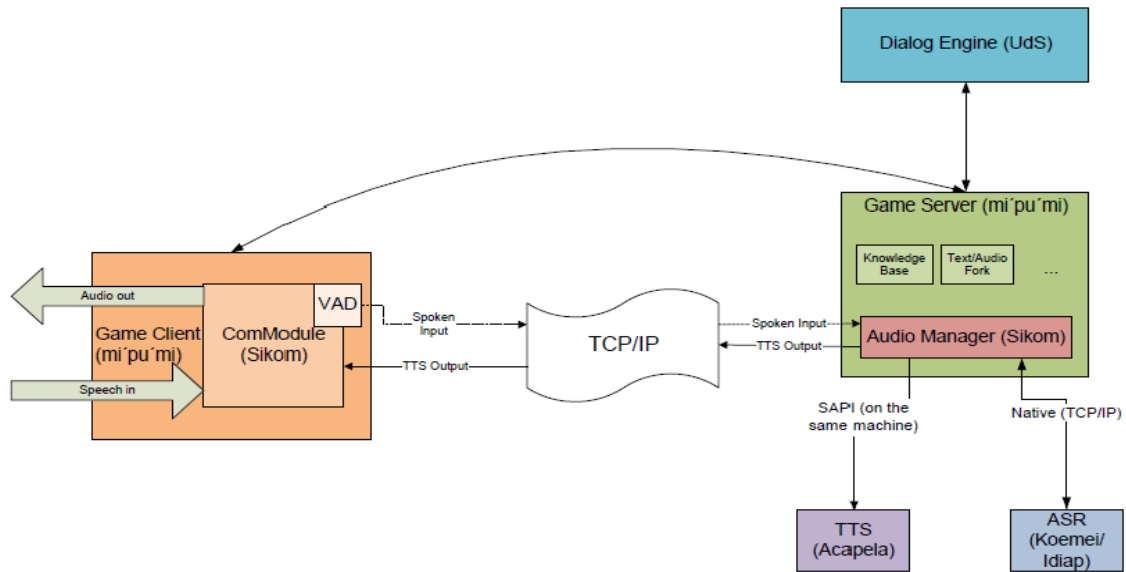 Dialog Engine (UdS)
Game Server (mi´pu´mi)
Knowledge
Base
Text/Audio
Fork
...
Audio Manager (Sikom)
Audio out
Game Client
(mi´pu´mi)
Speech in
ComModule
(Sikom)
VAD
Spoken
Input
TTS Output
TCP/IP
Spoken Input
TTS Output
SAPI (on the
same machine)
Native (TCP/IP)
TTS
(Acapela)
ASR
(Koemei/
Idiap)